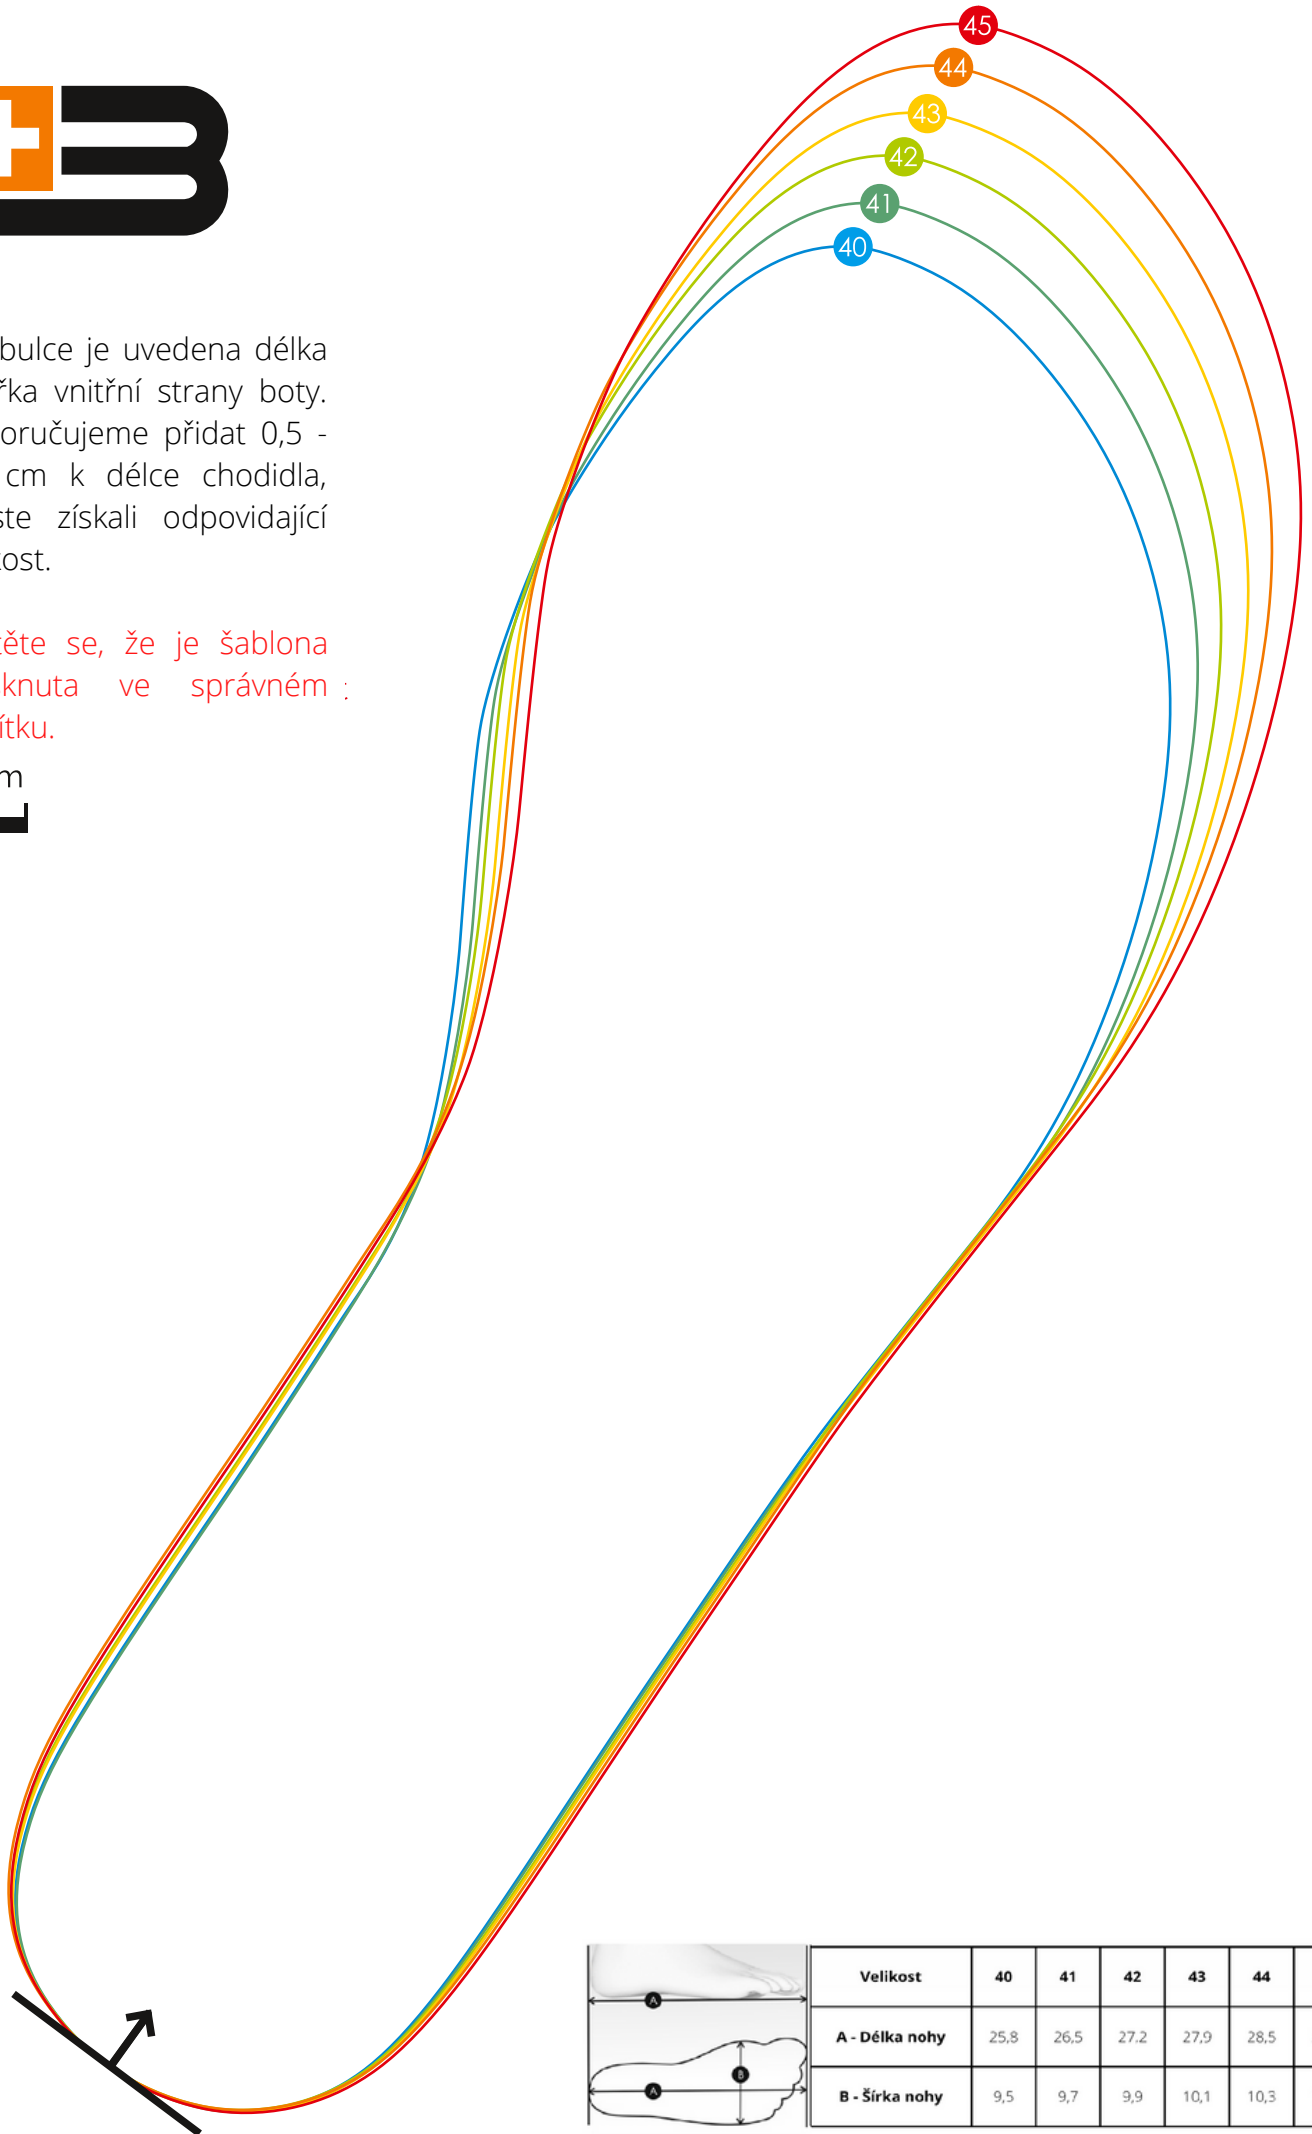 45
44
43
42
41
40
bulce je uvedena délka
řka vnitřní strany boty.
oručujeme přidat 0,5 -
cm k délce chodidla,
ste získali odpovidající
ost.
těte se, že je šablona
knuta ve správném
ítku.
m
Velikost 40 41 42 43 44
A - Délka nohy 25,8 26,5 27.2 27,9 28,5
B - Šírka nohy 9,5 9,7 9,9 10,1 10,3
A
B
A